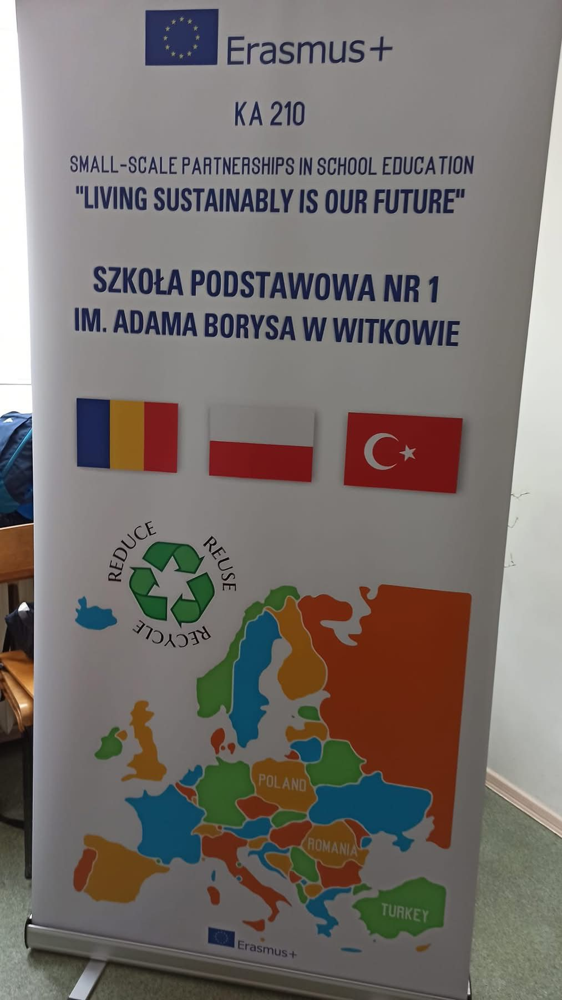 Erasmus+
KA 210
SMALL-SCALE PARTNERSHIPS IN SCHOOL EDUCATION
"LIVING SUSTAINABLY IS OUR FUTURE"
SZKOŁA PODSTAWOWA NR 1
IM. ADAMA BORYSA W WITKOWIE
REDUCE
REUSE
RECYCLE
POLAND
ROMANIA
TURKEY
Erasmus+